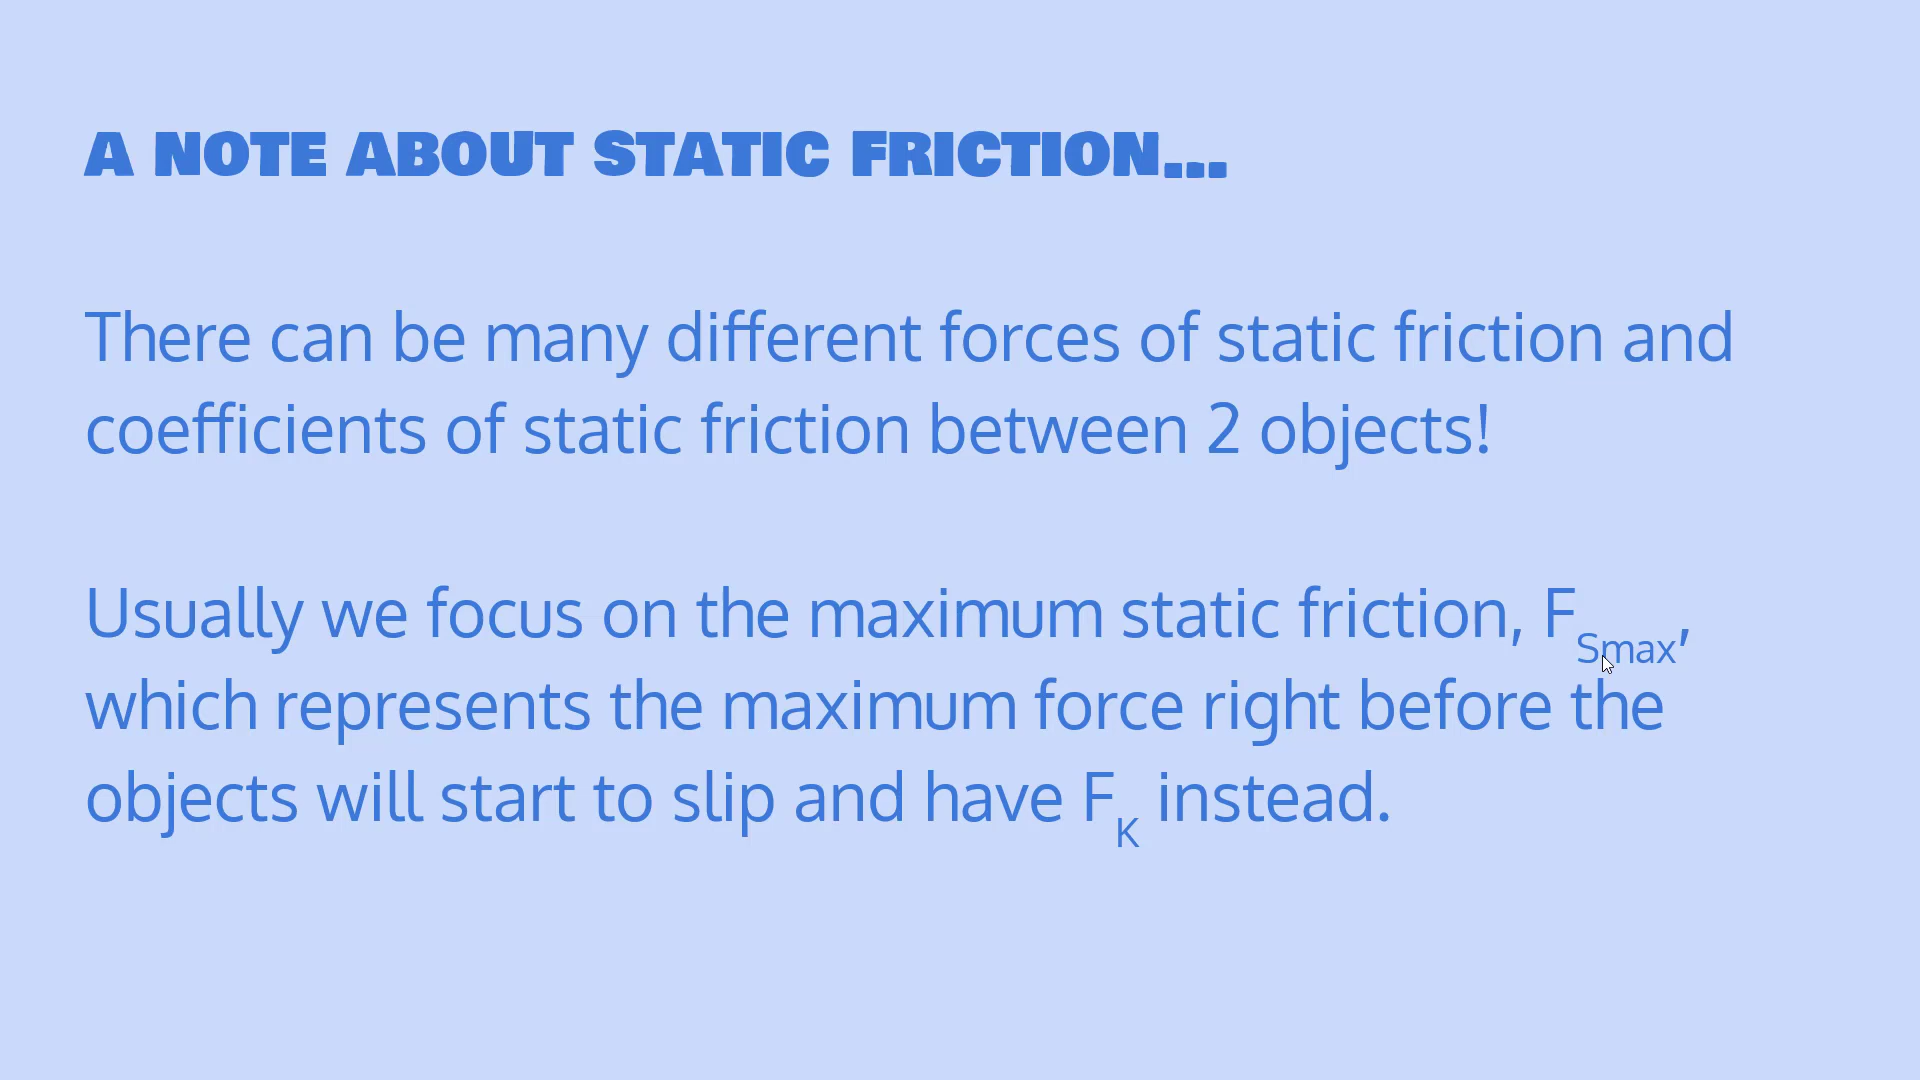 A NOTE ABOUT STATIC FRICTION...
There can be many different forces of static friction and
coefficients of static friction between 2 objects!
Usually we focus on the maximum static friction, F_Smax,
which represents the maximum force right before the
objects will start to slip and have F_K instead.